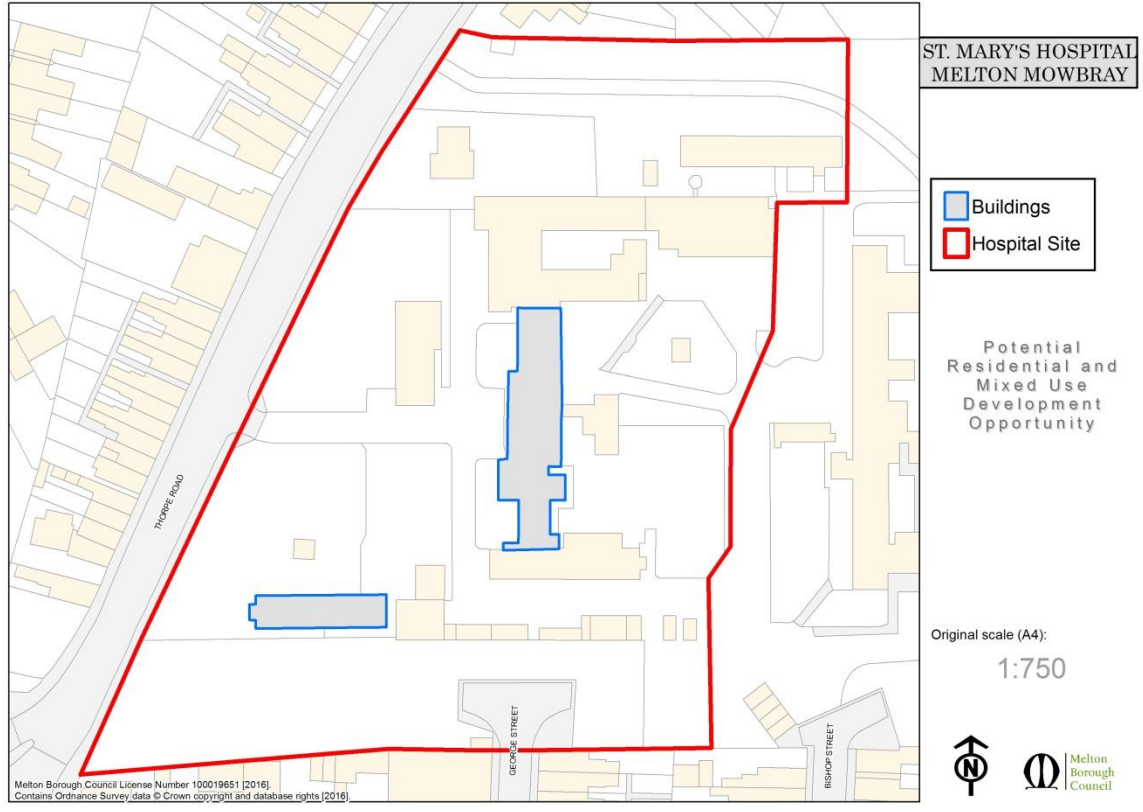 ST. MARY'S HOSPITAL
MELTON MOWBRAY
Buildings
Hospital Site
Potential
Residential and
Mixed Use
Development
Opportunity
THORPE ROAD
GEORGE STREET
BISHOP STREET
Original scale (A4):
1:750
N
Melton
Borough
Council
Melton Borough Council License Number 100019651 [2016].
Contains Ordnance Survey data © Crown copyright and database rights [2016].